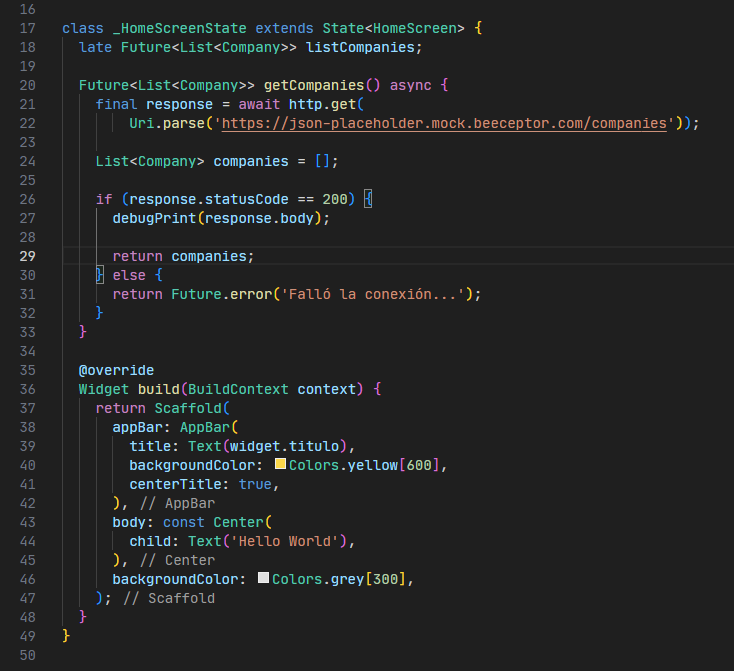 16
17 class _HomeScreenState extends State<HomeScreen> {
18 late Future<List<Company>> listCompanies;
19
20 Future<List<Company>> getCompanies() async {
21 final response = await http.get(
22 Uri.parse('https://json-placeholder.mock.beeceptor.com/companies'));
23
24 List<Company> companies = [];
25
26 if (response.statusCode == 200) {
27 debugPrint(response.body);
28
29 return companies;
30 } else {
31 return Future.error('Falló la conexión...');
32 }
33 }
34
35 @override
36 Widget build(BuildContext context) {
37 return Scaffold(
38 appBar: AppBar(
39 title: Text(widget.titulo),
40 backgroundColor: Colors.yellow[600],
41 centerTitle: true,
42 ), // AppBar
43 body: const Center(
44 child: Text('Hello World'),
45 ), // Center
46 backgroundColor: Colors.grey[300],
47 ); // Scaffold
48 }
49 }
50